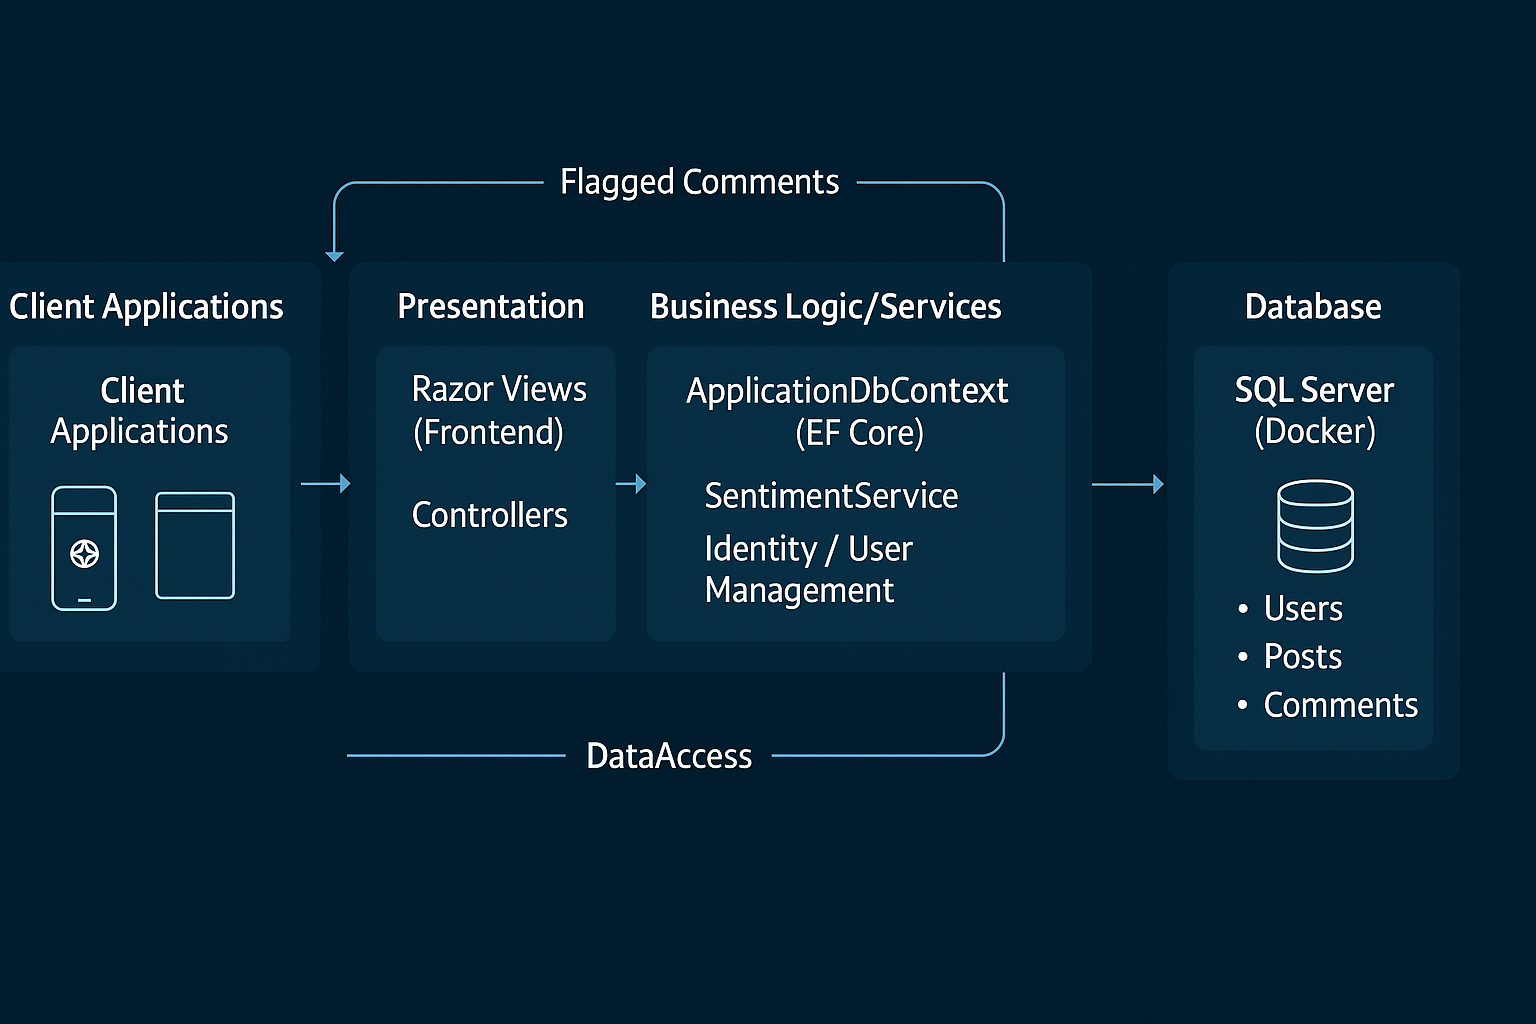 Flagged Comments
Client Applications
Client
Applications
Presentation
Razor Views
(Frontend)
Controllers
Business Logic/Services
ApplicationDbContext
(EF Core)
SentimentService
Identity / User
Management
Database
SQL Server
(Docker)
• Users
• Posts
• Comments
DataAccess